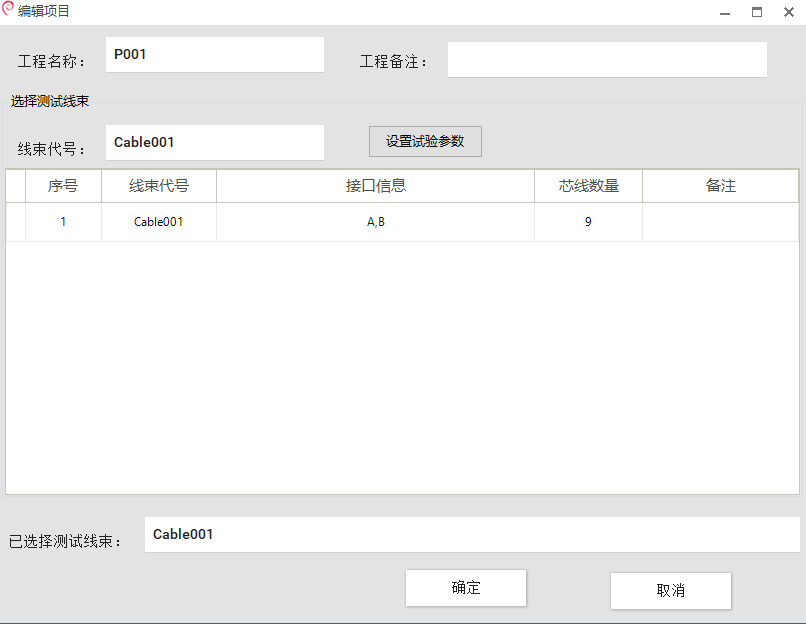 编辑项目
工程名称： P001 工程备注：
选择测试线束
线束代号： Cable001 设置试验参数
序号 线束代号 接口信息 芯线数量 备注
1 Cable001 A,B 9
已选择测试线束： Cable001
确定 取消